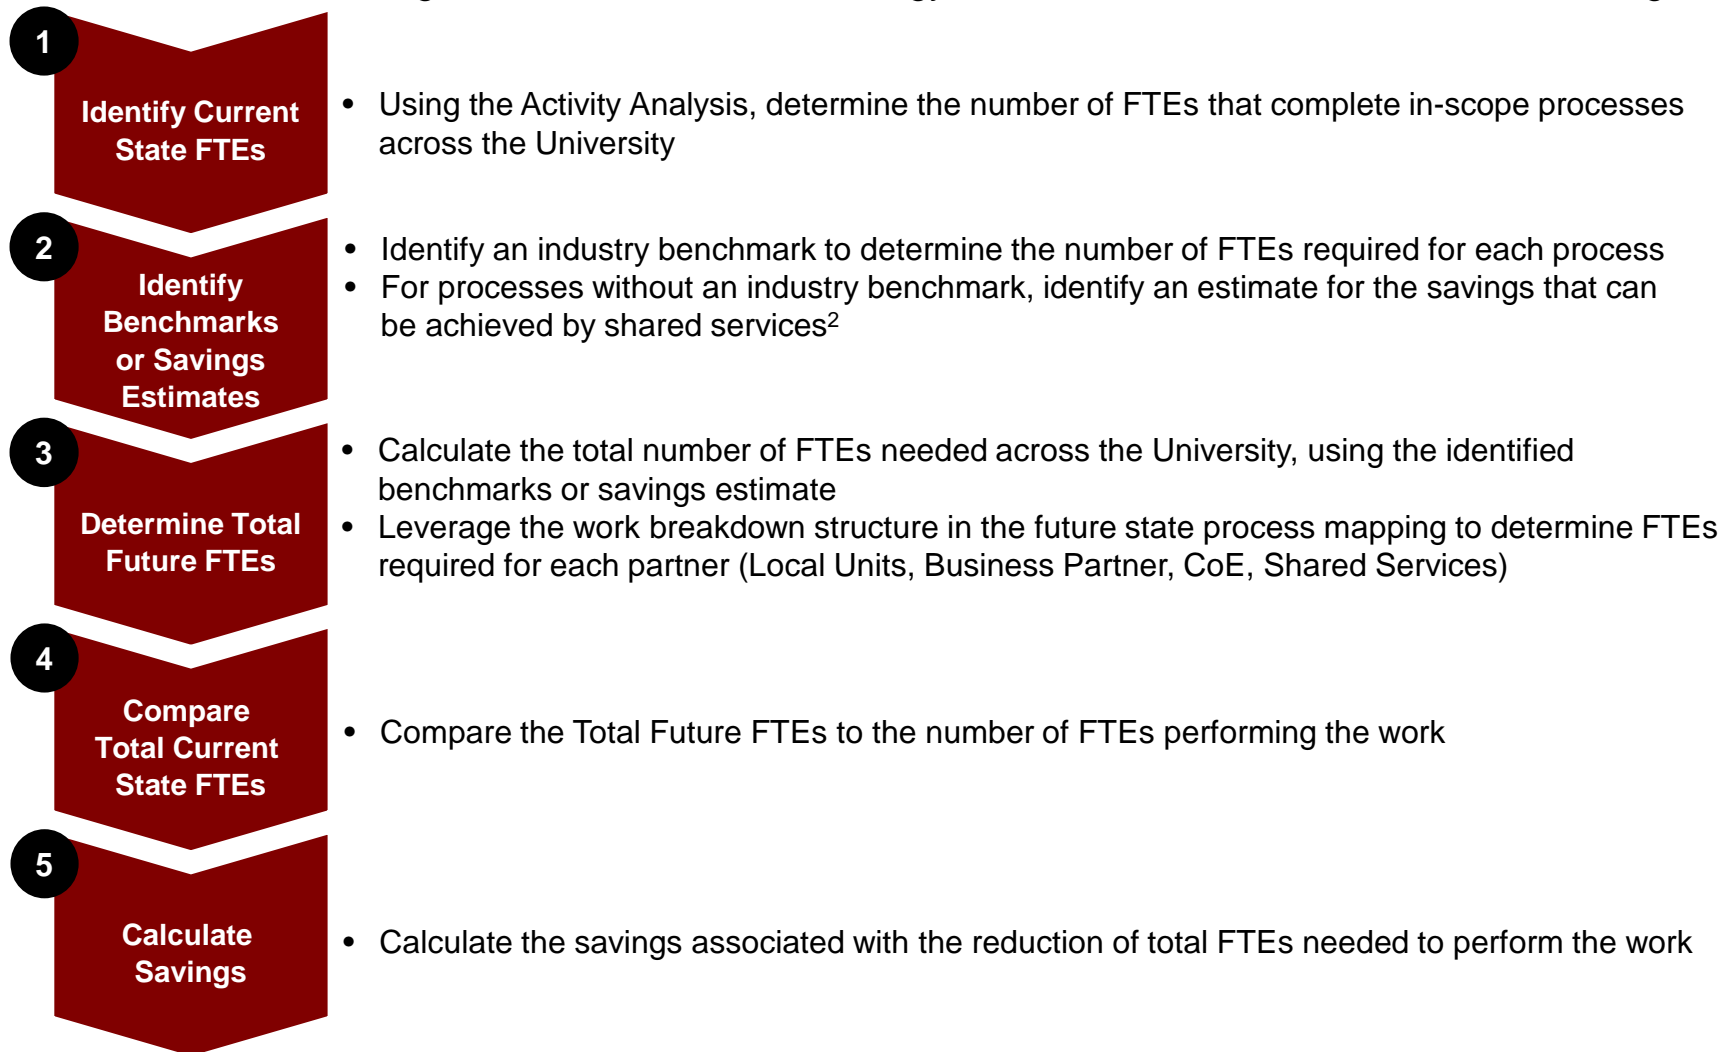 1
Identify Current
State FTEs
• Using the Activity Analysis, determine the number of FTEs that complete in-scope processes
across the University
2
Identify
Benchmarks
or Savings
Estimates
• Identify an industry benchmark to determine the number of FTEs required for each process
• For processes without an industry benchmark, identify an estimate for the savings that can
be achieved by shared services²
3
Determine Total
Future FTEs
• Calculate the total number of FTEs needed across the University, using the identified
benchmarks or savings estimate
• Leverage the work breakdown structure in the future state process mapping to determine FTEs
required for each partner (Local Units, Business Partner, CoE, Shared Services)
4
Compare
Total Current
State FTEs
• Compare the Total Future FTEs to the number of FTEs performing the work
5
Calculate
Savings
• Calculate the savings associated with the reduction of total FTEs needed to perform the work